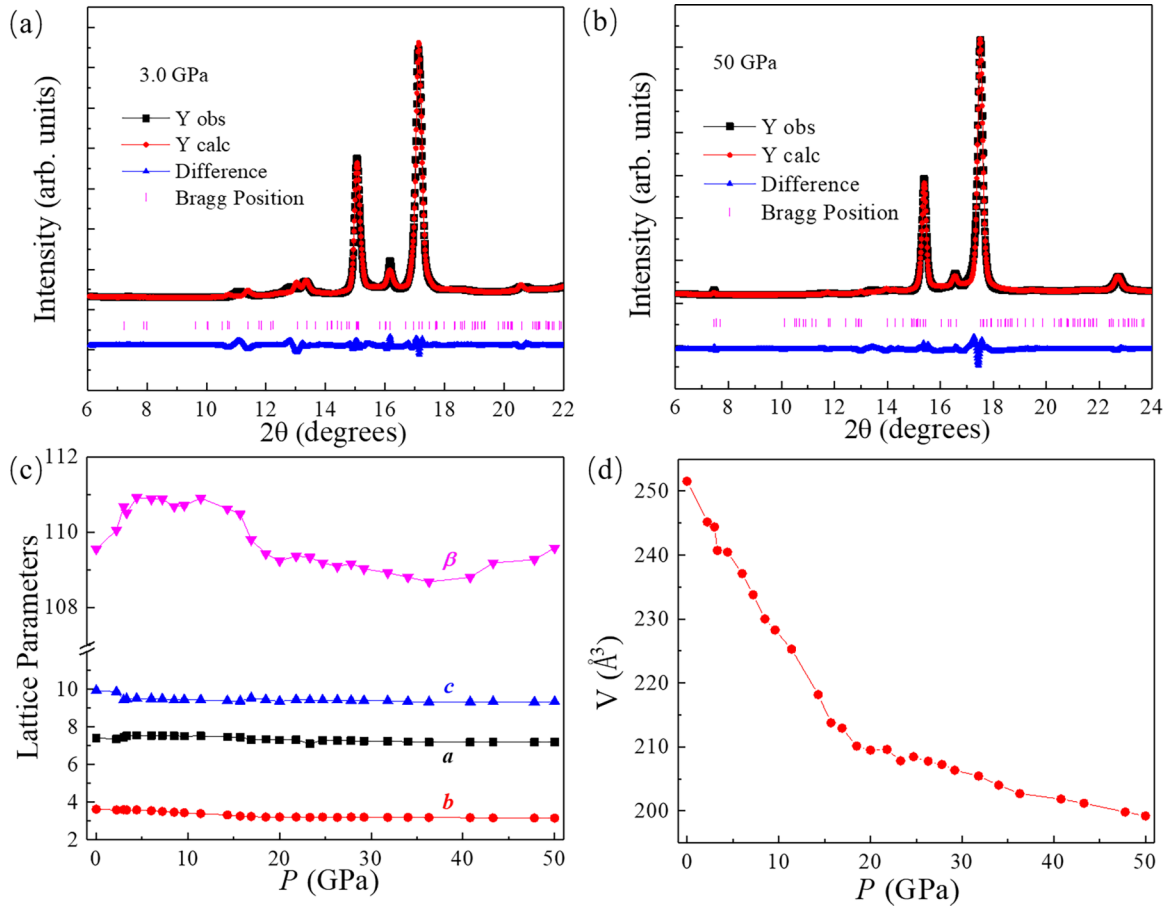 (a)
3.0 GPa
Y obs
Y calc
Difference
Bragg Position
Intensity (arb. units)
6 8 10 12 14 16 18 20 22
2θ (degrees)
(b)
50 GPa
Y obs
Y calc
Difference
Bragg Position
Intensity (arb. units)
6 8 10 12 14 16 18 20 22 24
2θ (degrees)
(c)
112
110
108
10
8
6
4
2
β
c
a
b
Lattice Parameters
0 10 20 30 40 50
P (GPa)
(d)
250
240
230
220
210
200
V (Å³)
0 10 20 30 40 50
P (GPa)